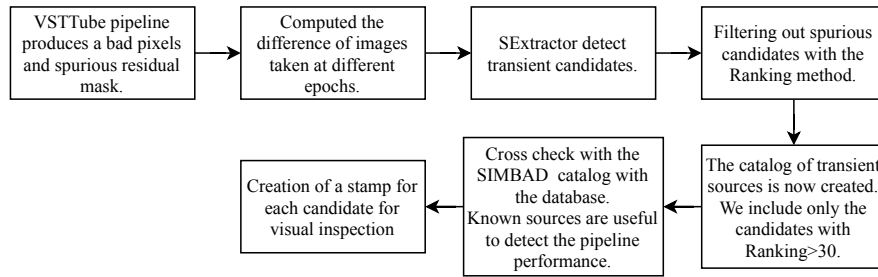 VSTTube pipeline
produces a bad pixels
and spurious residual
mask.
Computed the
difference of images
taken at different
epochs.
SExtractor detect
transient candidates.
Filtering out spurious
candidates with the
Ranking method.
The catalog of transient
sources is now created.
We include only the
candidates with
Ranking>30.
Cross check with the
SIMBAD catalog with
the database.
Known sources are useful
to detect the pipeline
performance.
Creation of a stamp for
each candidate for
visual inspection